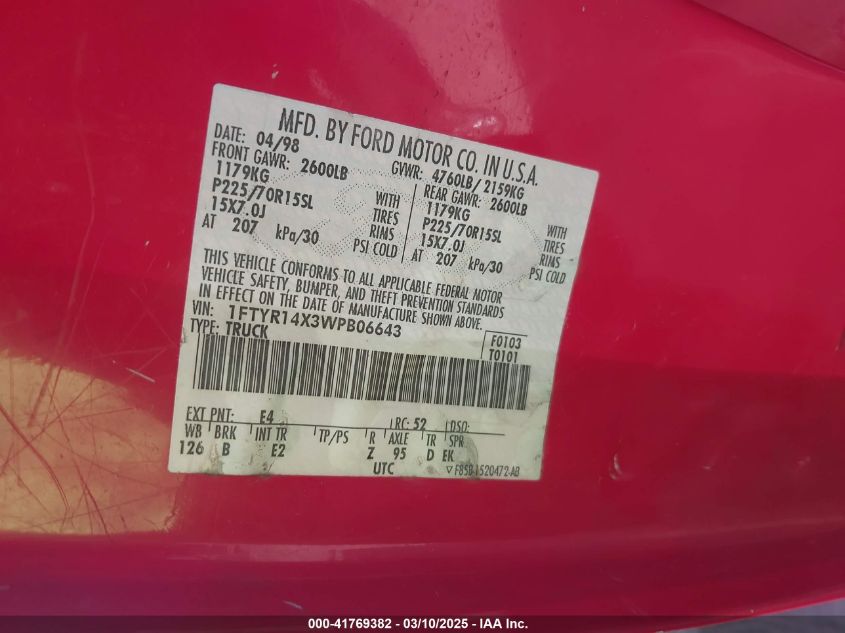 MFD. BY FORD MOTOR CO. IN U.S.A.
DATE: 04/98 GVWR: 4760LB/ 2159KG
FRONT GAWR: 2600LB REAR GAWR: 2600LB
1179KG WITH 1179KG WITH
P225/70R15SL TIRES P225/70R15SL TIRES
15X7.0J RIMS 15X7.0J RIMS
AT 207 kPa/30 PSI COLD AT 207 kPa/30 PSI COLD
THIS VEHICLE CONFORMS TO ALL APPLICABLE FEDERAL MOTOR
VEHICLE SAFETY, BUMPER, AND THEFT PREVENTION STANDARDS
IN EFFECT ON THE DATE OF MANUFACTURE SHOWN ABOVE.
VIN: 1FTYR14X3WPB06643 F0103
TYPE: TRUCK T0101
EXT PNT: E4 RC: 52 DSO:
WB BRK INT TR TP/PS R AXLE TR SPR
126 B E2 Z 95 D EK
UTC F85B-1520472-AB
000-41769382 - 03/10/2025 - IAA Inc.